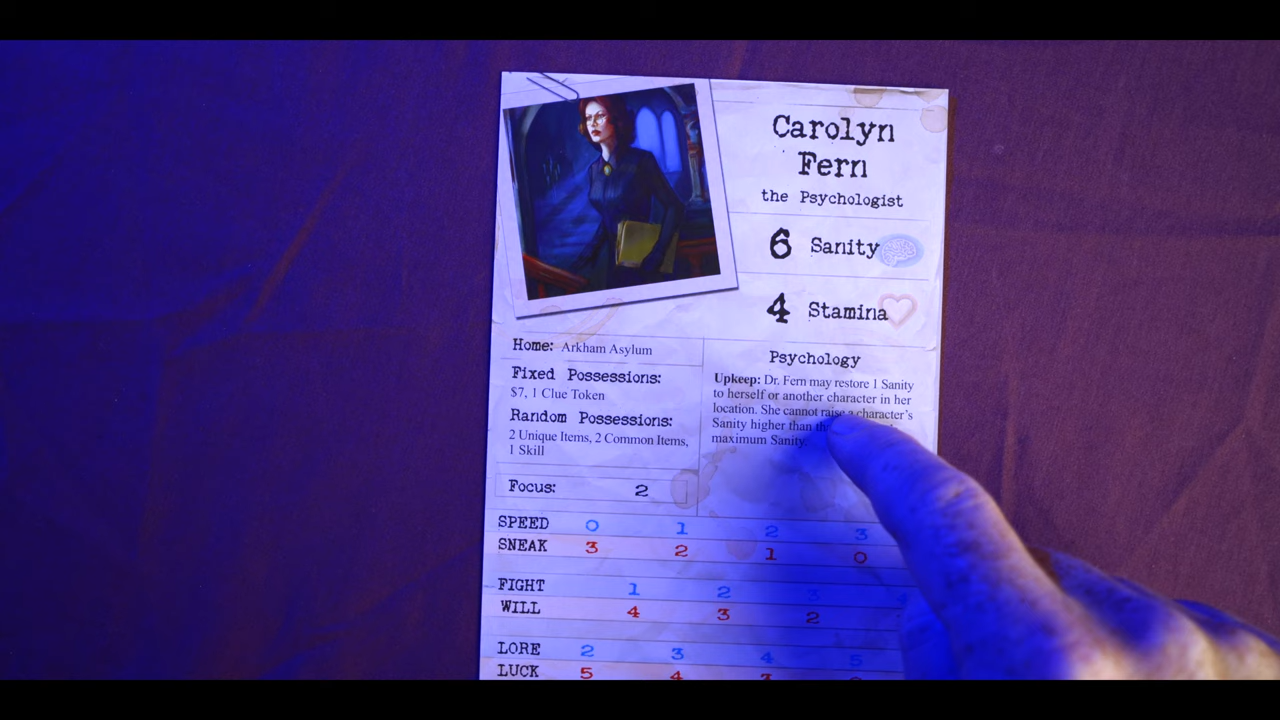 Carolyn
Fern
the Psychologist
6 Sanity
4 Stamina
Home: Arkham Asylum
Fixed Possessions:
$7, 1 Clue Token
Random Possessions:
2 Unique Items, 2 Common Items,
1 Skill
Focus: 2
Psychology
Upkeep: Dr. Fern may restore 1 Sanity
to herself or another character in her
location. She cannot raise a character's
Sanity higher than
maximum Sanity.
SPEED 0 1 2 3
SNEAK 3 2 1 0
FIGHT 1 2 3
WILL 4 3 2
LORE 2 3 4 5
LUCK 5 4 3